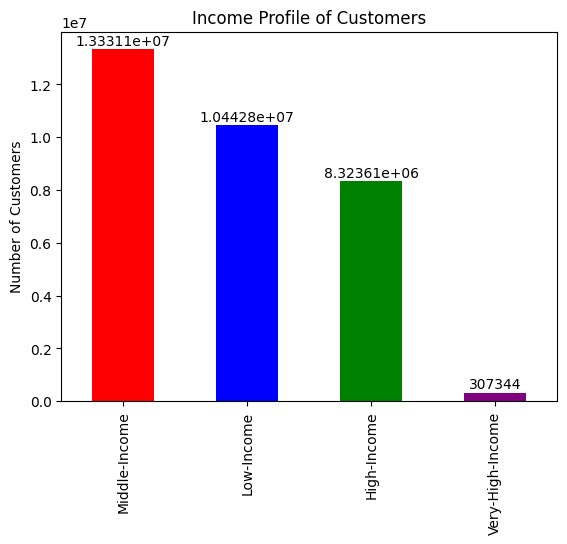 Income Profile of Customers
1e7
1.33311e+07
1.04428e+07
8.32361e+06
307344
1.2
1.0
0.8
0.6
0.4
0.2
0.0
Number of Customers
Middle-Income
Low-Income
High-Income
Very-High-Income